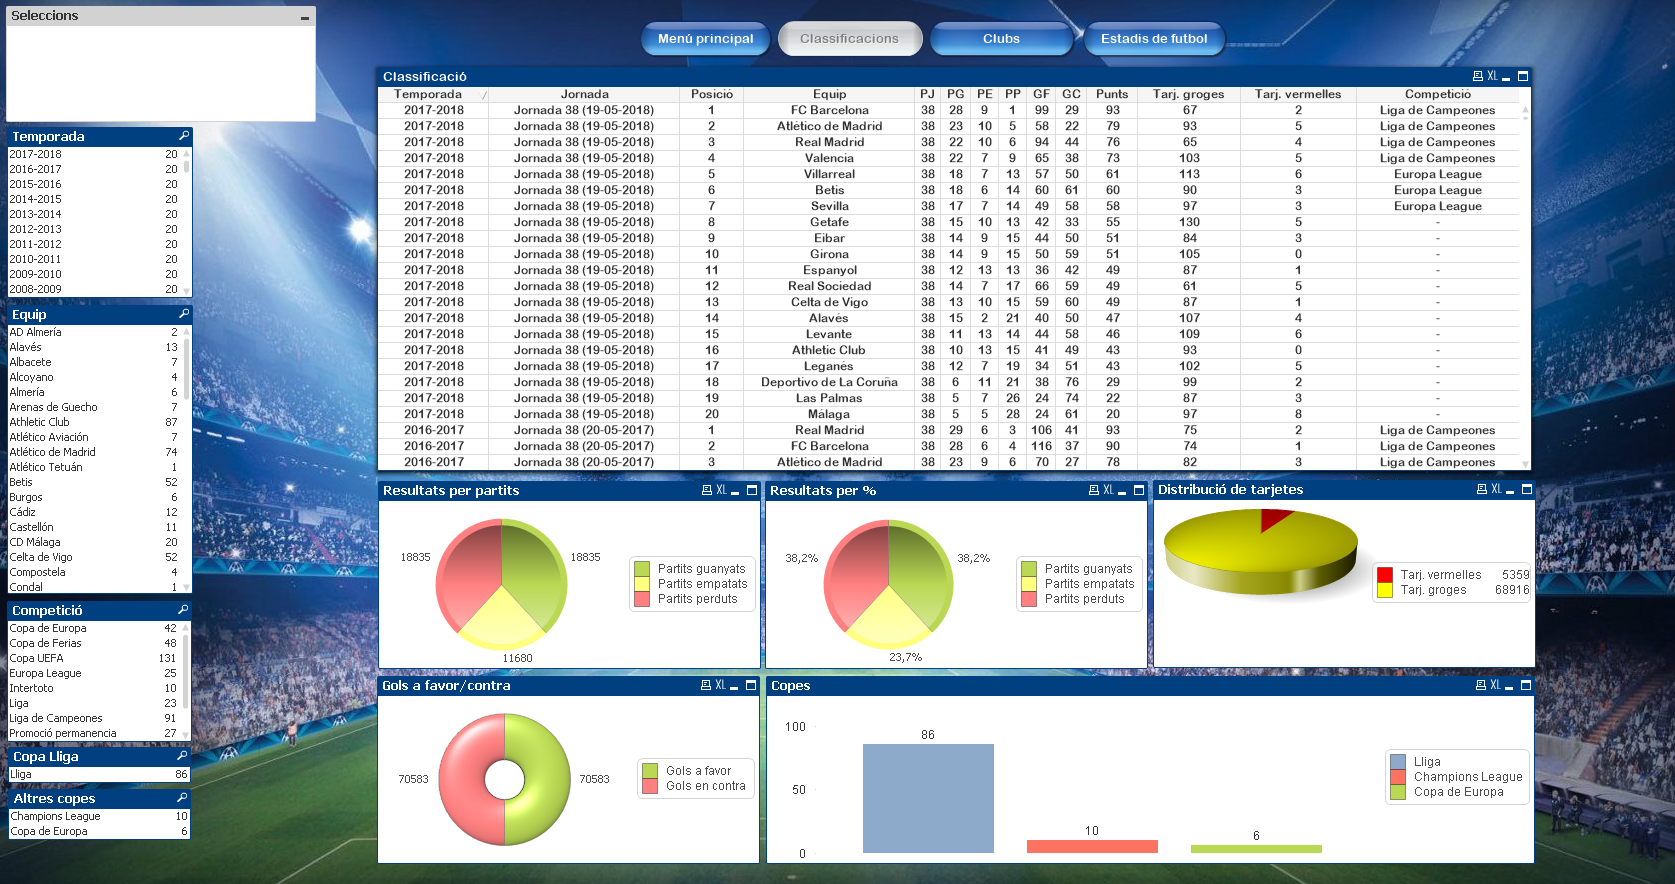 Seleccions
Menú principal
Classificacions
Clubs
Estadis de futbol
Classificació XL
Temporada Jornada Posició Equip PJ PG PE PP GF GC Punts Tarj. groges Tarj. vermelles Competició
2017-2018 Jornada 38 (19-05-2018) 1 FC Barcelona 38 28 9 1 99 29 93 67 2 Liga de Campeones
2017-2018 Jornada 38 (19-05-2018) 2 Atlético de Madrid 38 23 10 5 58 22 79 93 5 Liga de Campeones
2017-2018 Jornada 38 (19-05-2018) 3 Real Madrid 38 22 10 6 94 44 76 65 4 Liga de Campeones
2017-2018 Jornada 38 (19-05-2018) 4 Valencia 38 22 7 9 65 38 73 103 5 Liga de Campeones
2017-2018 Jornada 38 (19-05-2018) 5 Villarreal 38 18 7 13 57 50 61 113 6 Europa League
2017-2018 Jornada 38 (19-05-2018) 6 Betis 38 18 6 14 60 61 60 90 3 Europa League
2017-2018 Jornada 38 (19-05-2018) 7 Sevilla 38 17 7 14 49 58 58 97 3 Europa League
2017-2018 Jornada 38 (19-05-2018) 8 Getafe 38 15 10 13 42 33 55 130 5 -
2017-2018 Jornada 38 (19-05-2018) 9 Eibar 38 14 9 15 44 50 51 84 3 -
2017-2018 Jornada 38 (19-05-2018) 10 Girona 38 14 9 15 50 59 51 105 0 -
2017-2018 Jornada 38 (19-05-2018) 11 Espanyol 38 12 13 13 36 42 49 87 1 -
2017-2018 Jornada 38 (19-05-2018) 12 Real Sociedad 38 14 7 17 66 59 49 61 5 -
2017-2018 Jornada 38 (19-05-2018) 13 Celta de Vigo 38 13 10 15 59 60 49 87 1 -
2017-2018 Jornada 38 (19-05-2018) 14 Alavés 38 15 2 21 40 50 47 107 4 -
2017-2018 Jornada 38 (19-05-2018) 15 Levante 38 11 13 14 44 58 46 109 6 -
2017-2018 Jornada 38 (19-05-2018) 16 Athletic Club 38 10 13 15 41 49 43 93 0 -
2017-2018 Jornada 38 (19-05-2018) 17 Leganés 38 12 7 19 34 51 43 102 5 -
2017-2018 Jornada 38 (19-05-2018) 18 Deportivo de La Coruña 38 6 11 21 38 76 29 99 2 -
2017-2018 Jornada 38 (19-05-2018) 19 Las Palmas 38 5 7 26 24 74 22 87 3 -
2017-2018 Jornada 38 (19-05-2018) 20 Málaga 38 5 5 28 24 61 20 97 8 -
2016-2017 Jornada 38 (20-05-2017) 1 Real Madrid 38 29 6 3 106 41 93 75 2 Liga de Campeones
2016-2017 Jornada 38 (20-05-2017) 2 FC Barcelona 38 28 6 4 116 37 90 74 1 Liga de Campeones
2016-2017 Jornada 38 (20-05-2017) 3 Atlético de Madrid 38 23 9 6 70 27 78 82 3 Liga de Campeones
Temporada
2017-2018 20
2016-2017 20
2015-2016 20
2014-2015 20
2013-2014 20
2012-2013 20
2011-2012 20
2010-2011 20
2009-2010 20
2008-2009 20
Equip
AD Almería 2
Alavés 13
Albacete 7
Alcoyano 4
Almería 6
Arenas de Guecho 7
Athletic Club 87
Atlético Aviación 7
Atlético de Madrid 74
Atlético Tetuán 1
Betis 52
Burgos 6
Cádiz 12
Castellón 11
CD Málaga 20
Celta de Vigo 52
Compostela 4
Condal 1
Competició
Copa de Europa 42
Copa de Ferias 48
Copa UEFA 131
Europa League 25
Intertoto 10
Liga 23
Liga de Campeones 91
Promoció permanencia 27
Copa Lliga
Lliga 86
Altres copes
Champions League 10
Copa de Europa 6
Resultats per partits XL
18835
18835
11680
Partits guanyats
Partits empatats
Partits perduts
Resultats per % XL
38,2%
38,2%
23,7%
Partits guanyats
Partits empatats
Partits perduts
Distribució de tarjetes XL
Tarj. vermelles 5359
Tarj. groges 68916
Gols a favor/contra XL
70583
70583
Gols a favor
Gols en contra
Copes XL
100
50
0
86
10
6
Lliga
Champions League
Copa de Europa